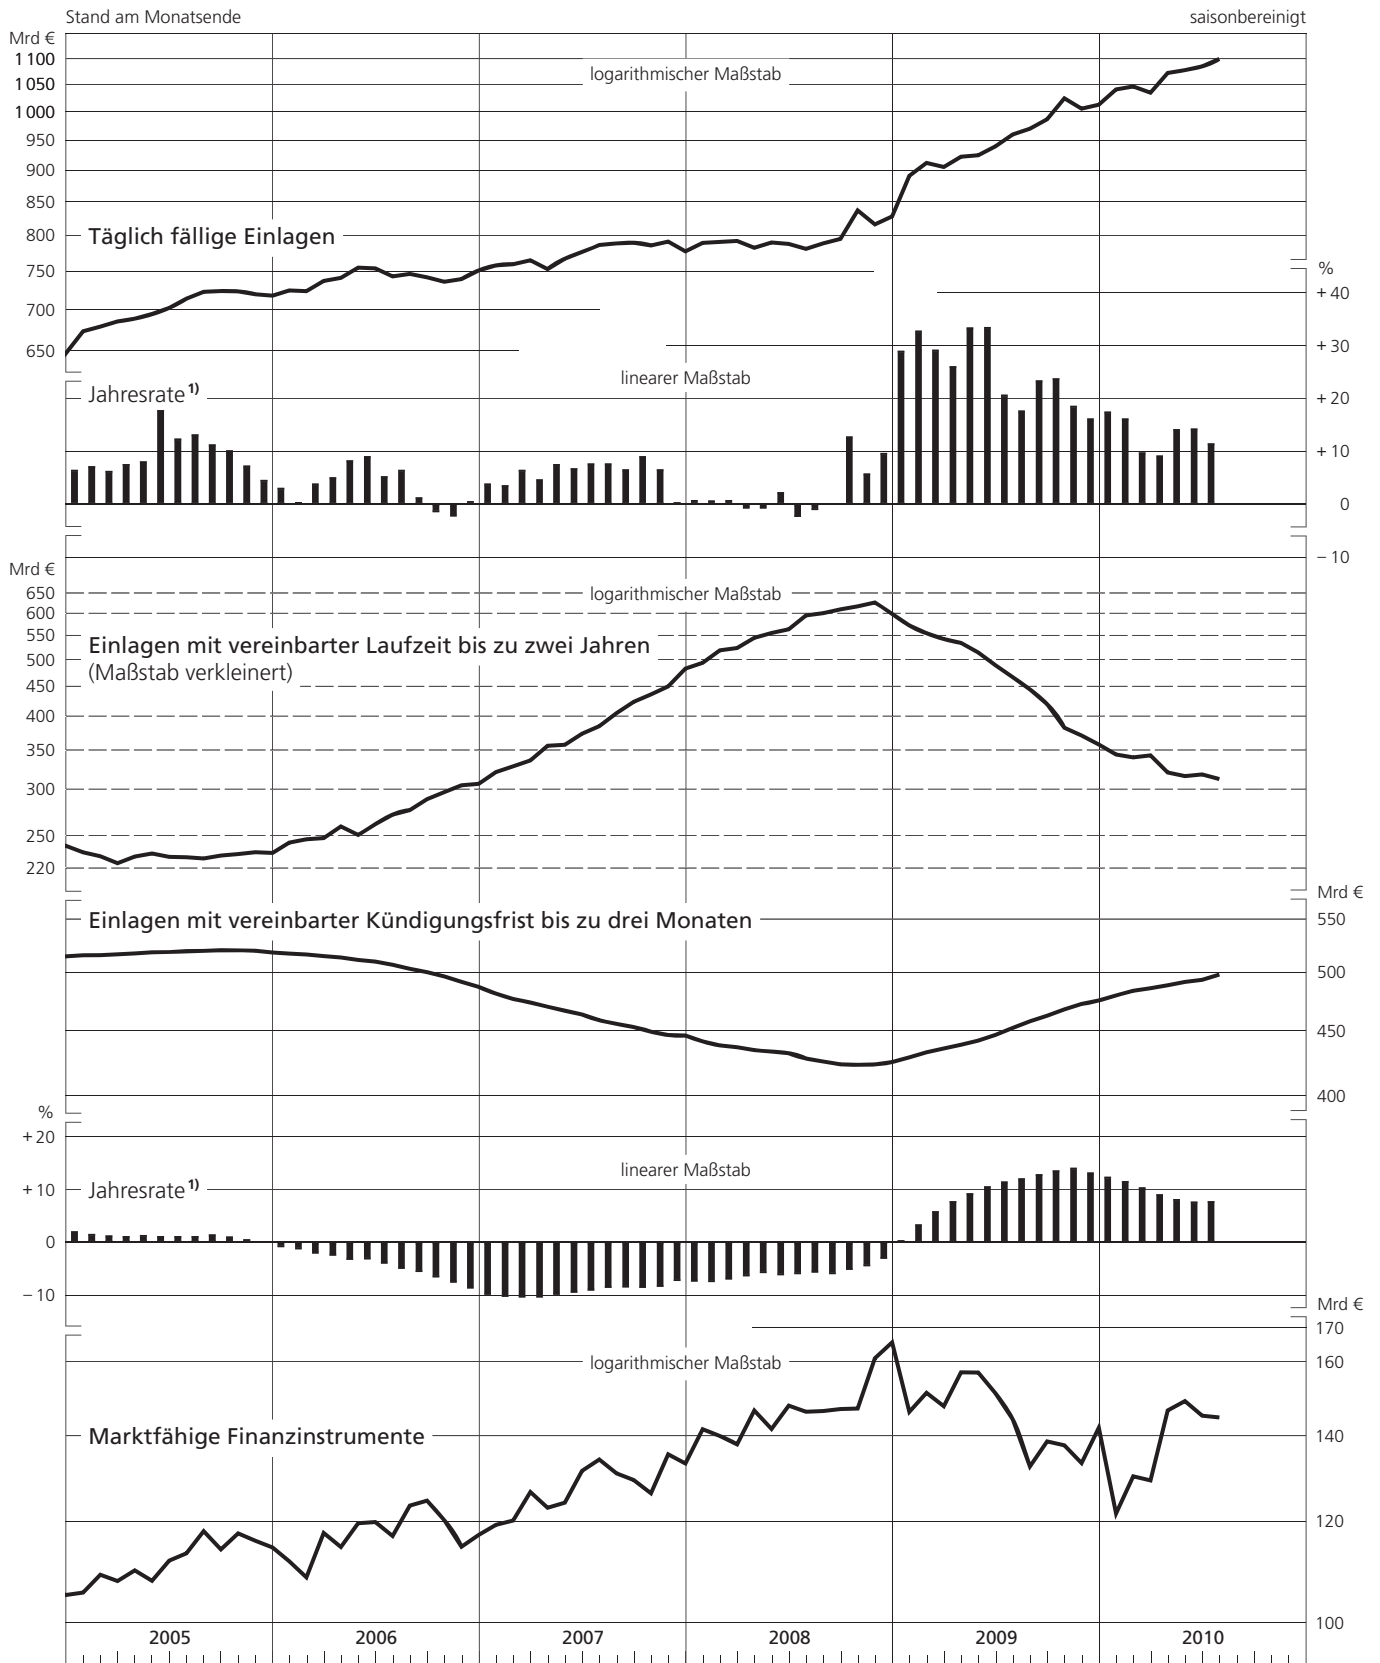 Stand am Monatsende saisonbereinigt
Mrd €
1 100
logarithmischer Maßstab
1 050
1 000
950
900
850
800
Täglich fällige Einlagen
750
%
+ 40
700
650
+ 30
linearer Maßstab
Jahresrate 1)
+ 20
+ 10
0
– 10
Mrd €
650
logarithmischer Maßstab
600
550
Einlagen mit vereinbarter Laufzeit bis zu zwei Jahren
500
(Maßstab verkleinert)
450
400
350
300
250
220
Mrd €
Einlagen mit vereinbarter Kündigungsfrist bis zu drei Monaten
550
500
450
400
%
+ 20
linearer Maßstab
+ 10
Jahresrate 1)
0
– 10
Mrd €
170
logarithmischer Maßstab
160
Marktfähige Finanzinstrumente
140
120
100
2005 2006 2007 2008 2009 2010